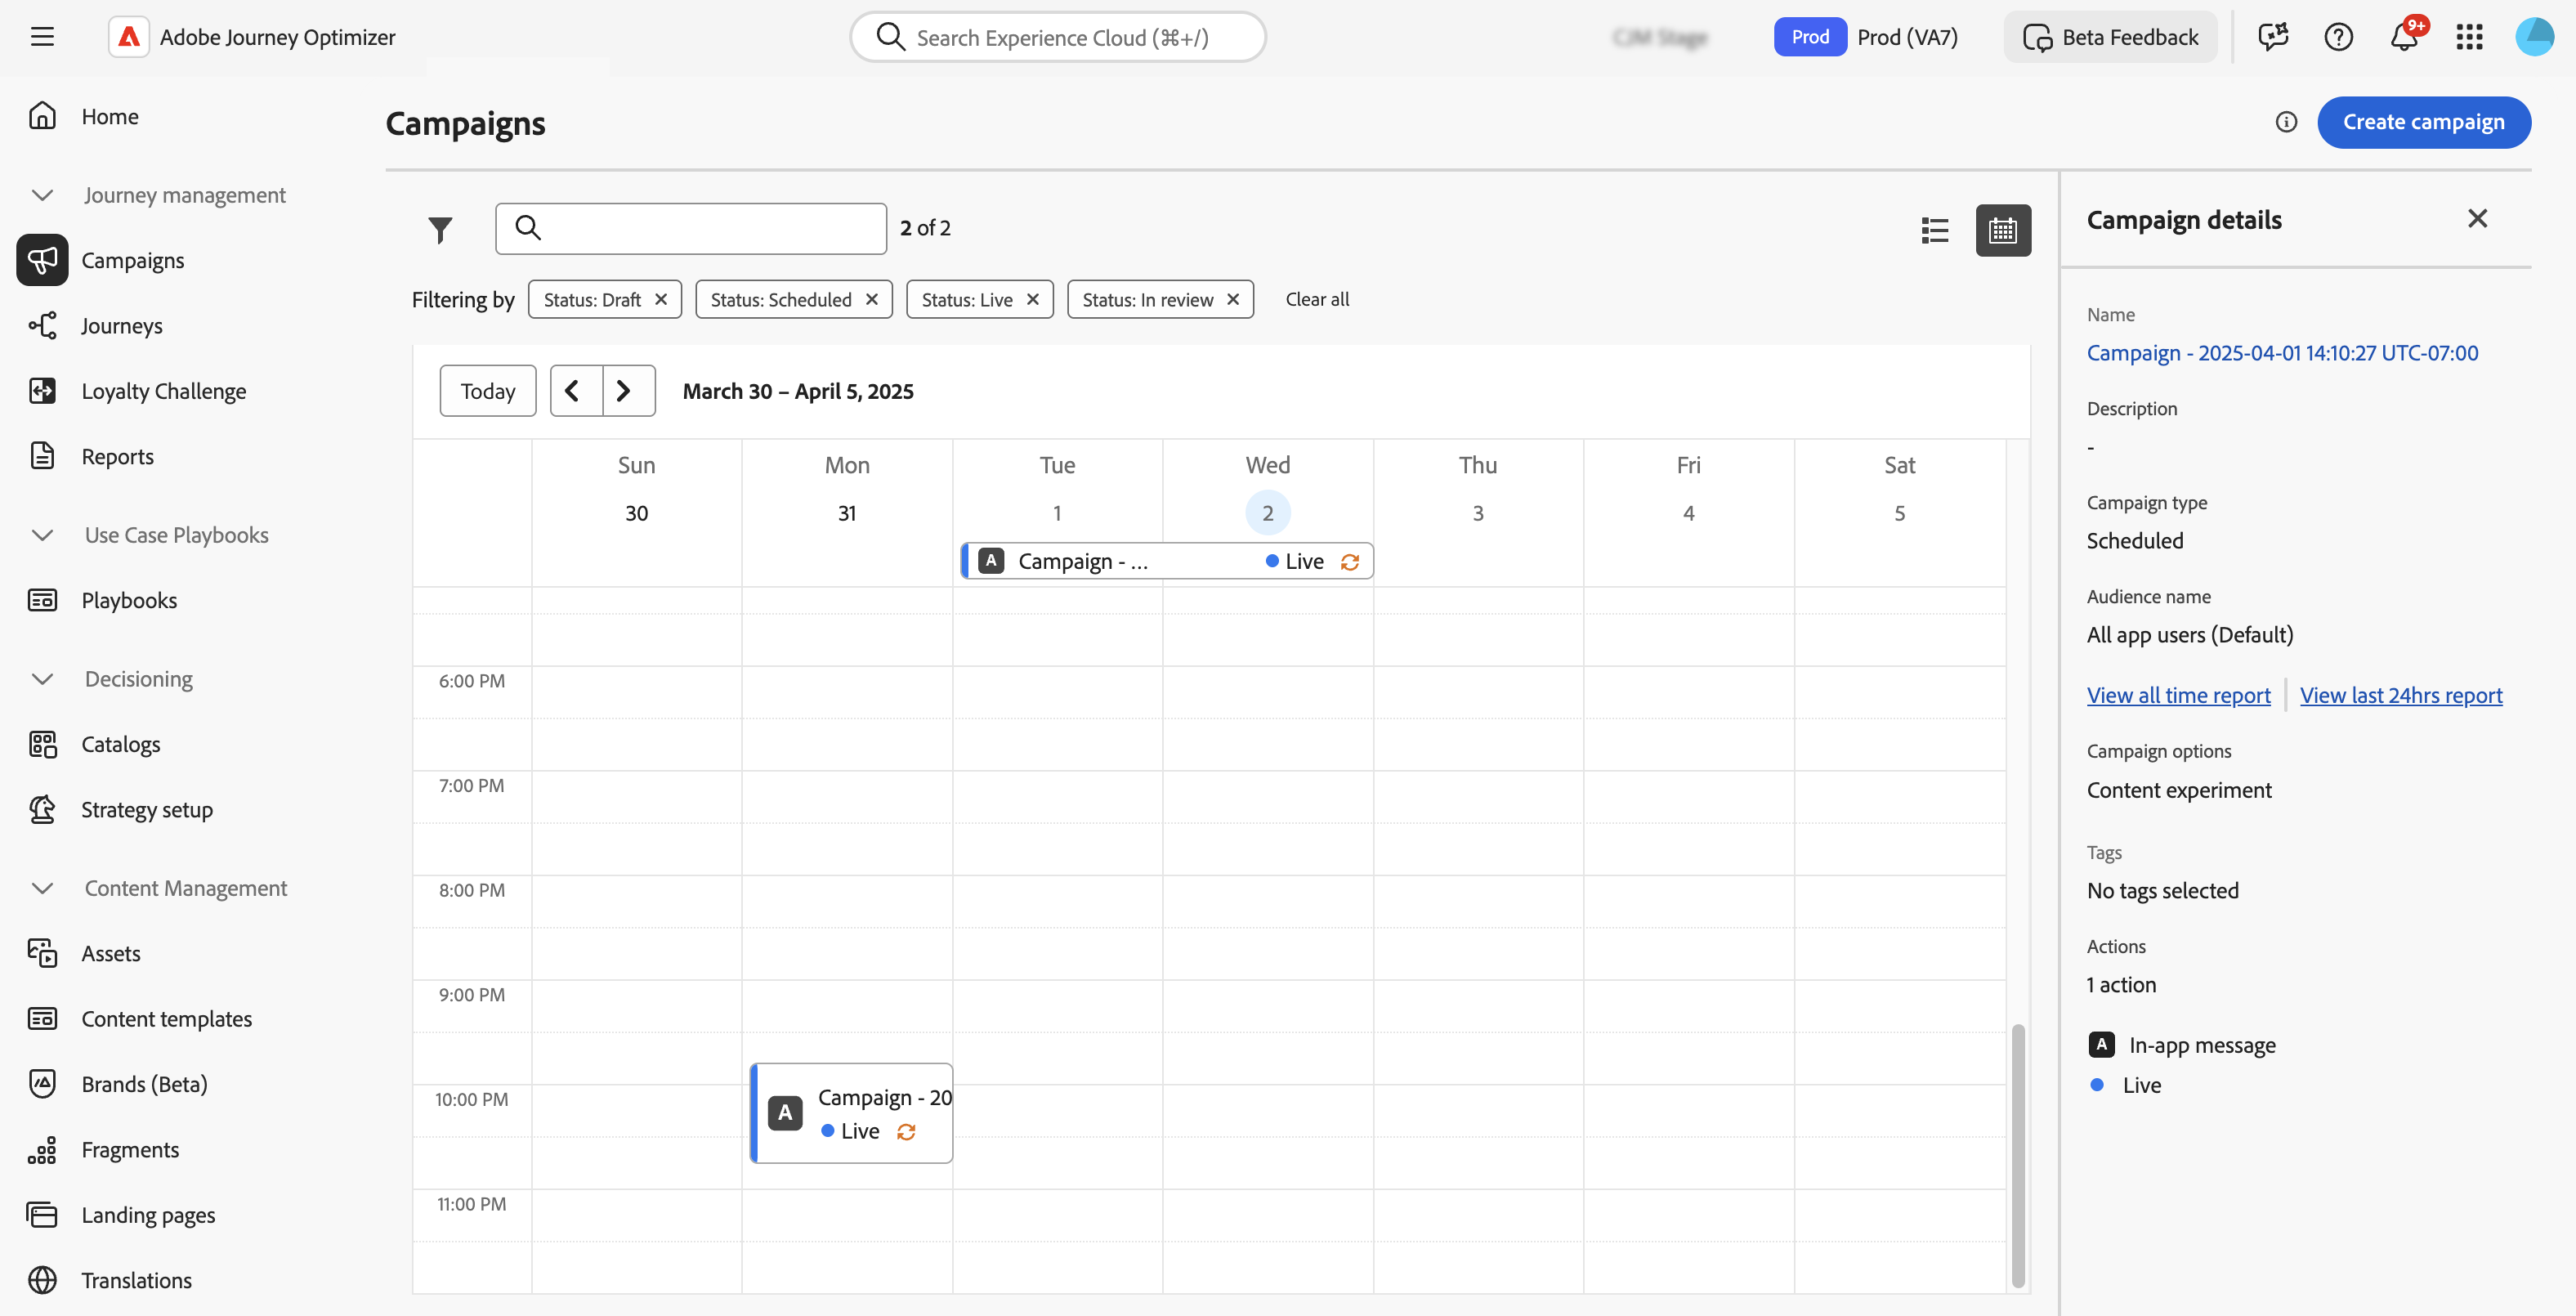 Adobe Journey Optimizer
Search Experience Cloud (⌘+/)
Prod
Prod (VA7)
Beta Feedback
9+
Home
Journey management
Campaigns
Journeys
Loyalty Challenge
Reports
Use Case Playbooks
Playbooks
Decisioning
Catalogs
Strategy setup
Content Management
Assets
Content templates
Brands (Beta)
Fragments
Landing pages
Translations
Campaigns
Create campaign
2 of 2
Filtering by
Status: Draft
Status: Scheduled
Status: Live
Status: In review
Clear all
Today
March 30 – April 5, 2025
Sun
Mon
Tue
Wed
Thu
Fri
Sat
30
31
1
2
3
4
5
A
Campaign - ...
Live
6:00 PM
7:00 PM
8:00 PM
9:00 PM
10:00 PM
11:00 PM
A
Campaign - 20
Live
Campaign details
Name
Campaign - 2025-04-01 14:10:27 UTC-07:00
Description
-
Campaign type
Scheduled
Audience name
All app users (Default)
View all time report
View last 24hrs report
Campaign options
Content experiment
Tags
No tags selected
Actions
1 action
A
In-app message
Live